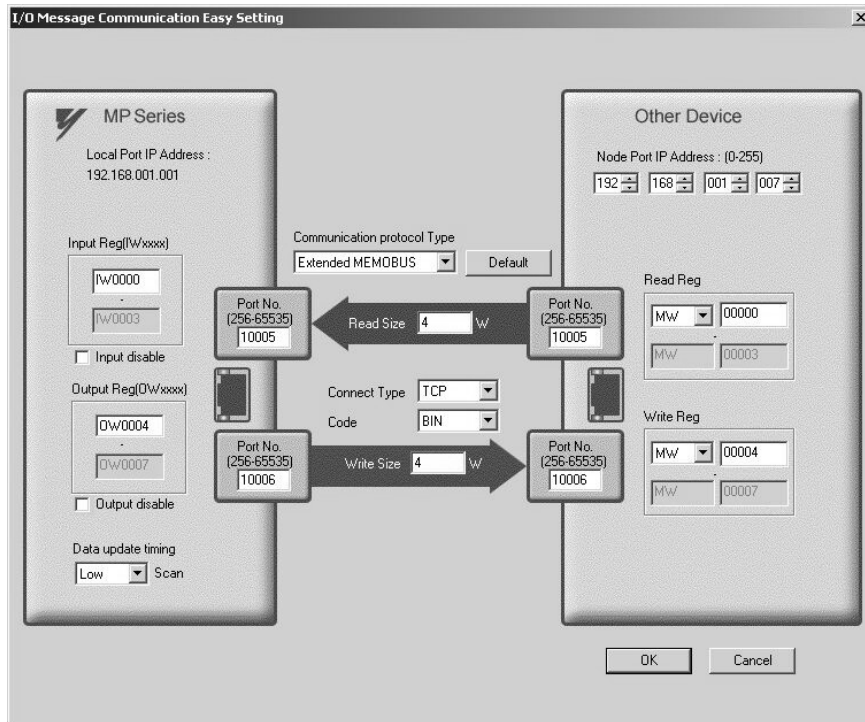 I/O Message Communication Easy Setting
MP Series
Local Port IP Address :
192.168.001.001
Input Reg(IWxxxx)
IW0000
-
IW0003
Input disable
Output Reg(OWxxxx)
OW0004
-
OW0007
Output disable
Data update timing
Low Scan
Communication protocol Type
Extended MEMOBUS Default
Port No.
(256-65535)
10005
Read Size 4 W
Port No.
(256-65535)
10005
Connect Type TCP
Code BIN
Port No.
(256-65535)
10006
Write Size 4 W
Port No.
(256-65535)
10006
Other Device
Node Port IP Address : (0-255)
192 168 001 007
Read Reg
MW 00000
-
MW 00003
Write Reg
MW 00004
-
MW 00007
OK Cancel